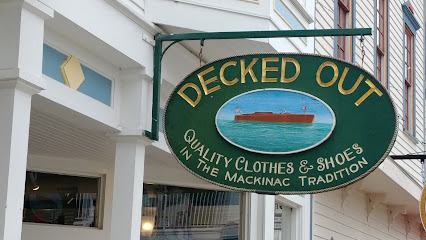 DECKED OUT
QUALITY CLOTHES & SHOES
IN THE MACKINAC TRADITION